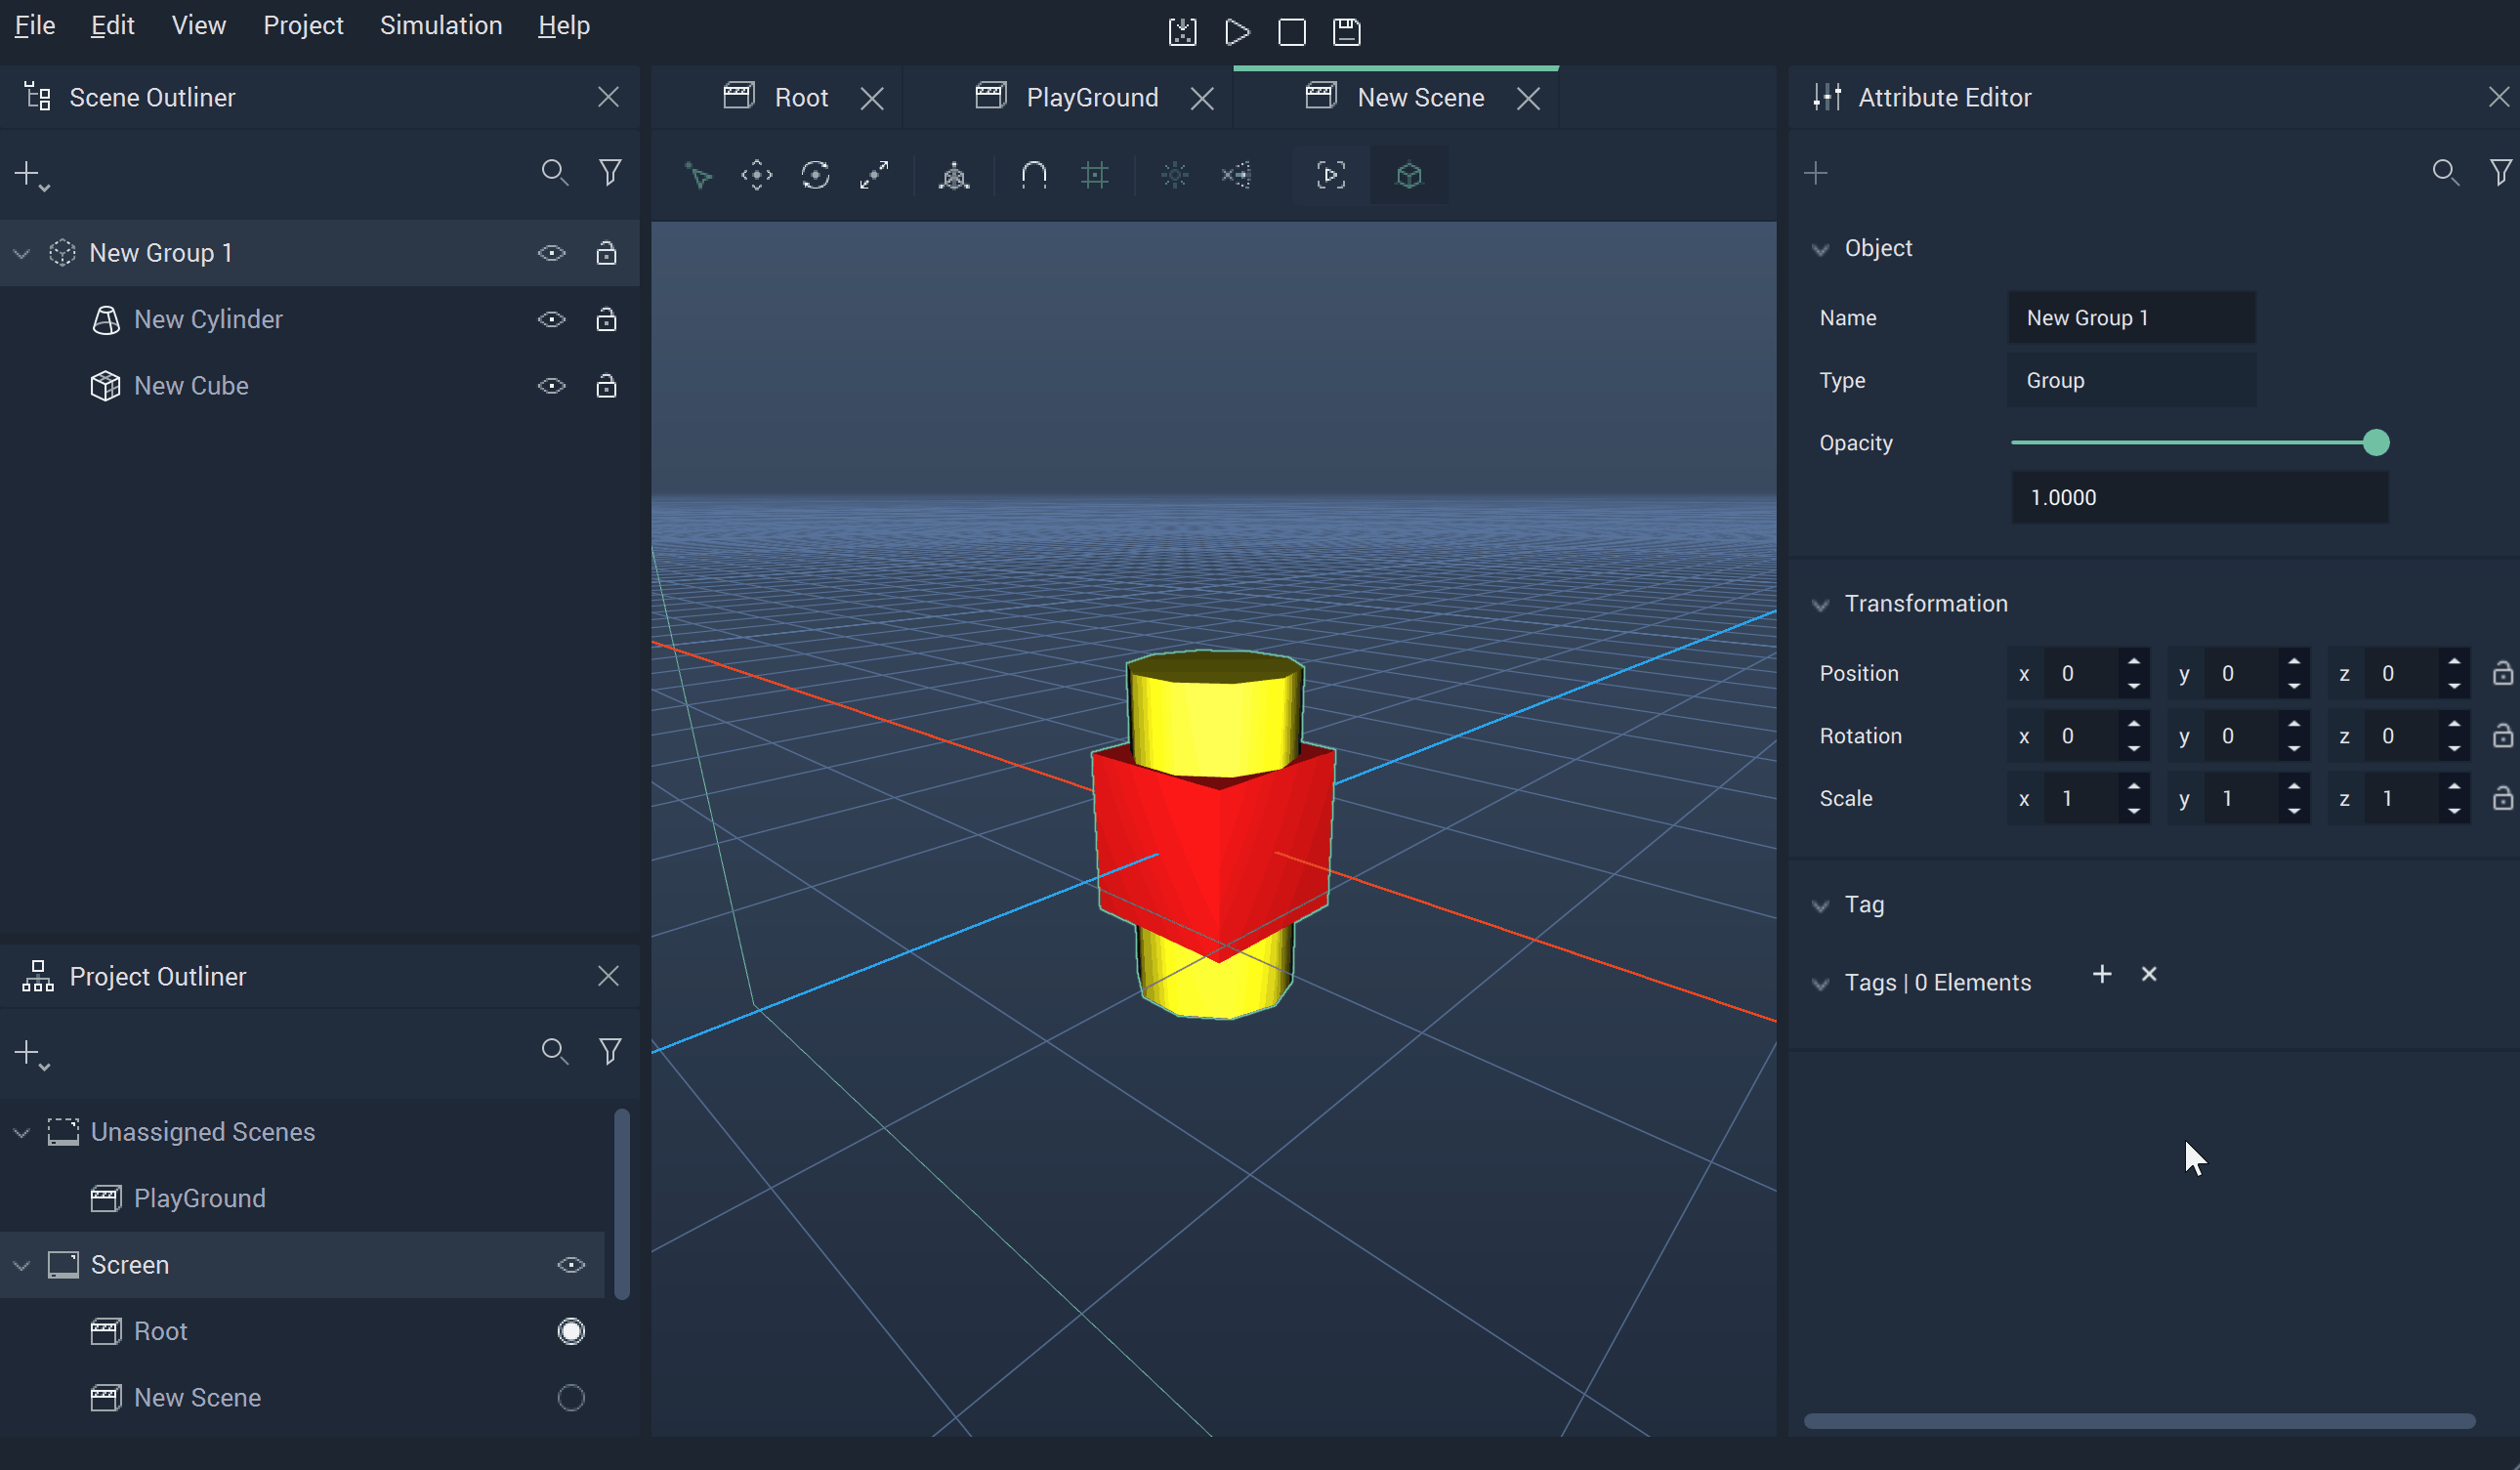 File Edit View Project Simulation Help
Scene Outliner
New Group 1
New Cylinder
New Cube
Project Outliner
Unassigned Scenes
PlayGround
Screen
Root
New Scene
Root PlayGround New Scene
Attribute Editor
Object
Name New Group 1
Type Group
Opacity
1.0000
Transformation
Position x 0 y 0 z 0
Rotation x 0 y 0 z 0
Scale x 1 y 1 z 1
Tag
Tags | 0 Elements